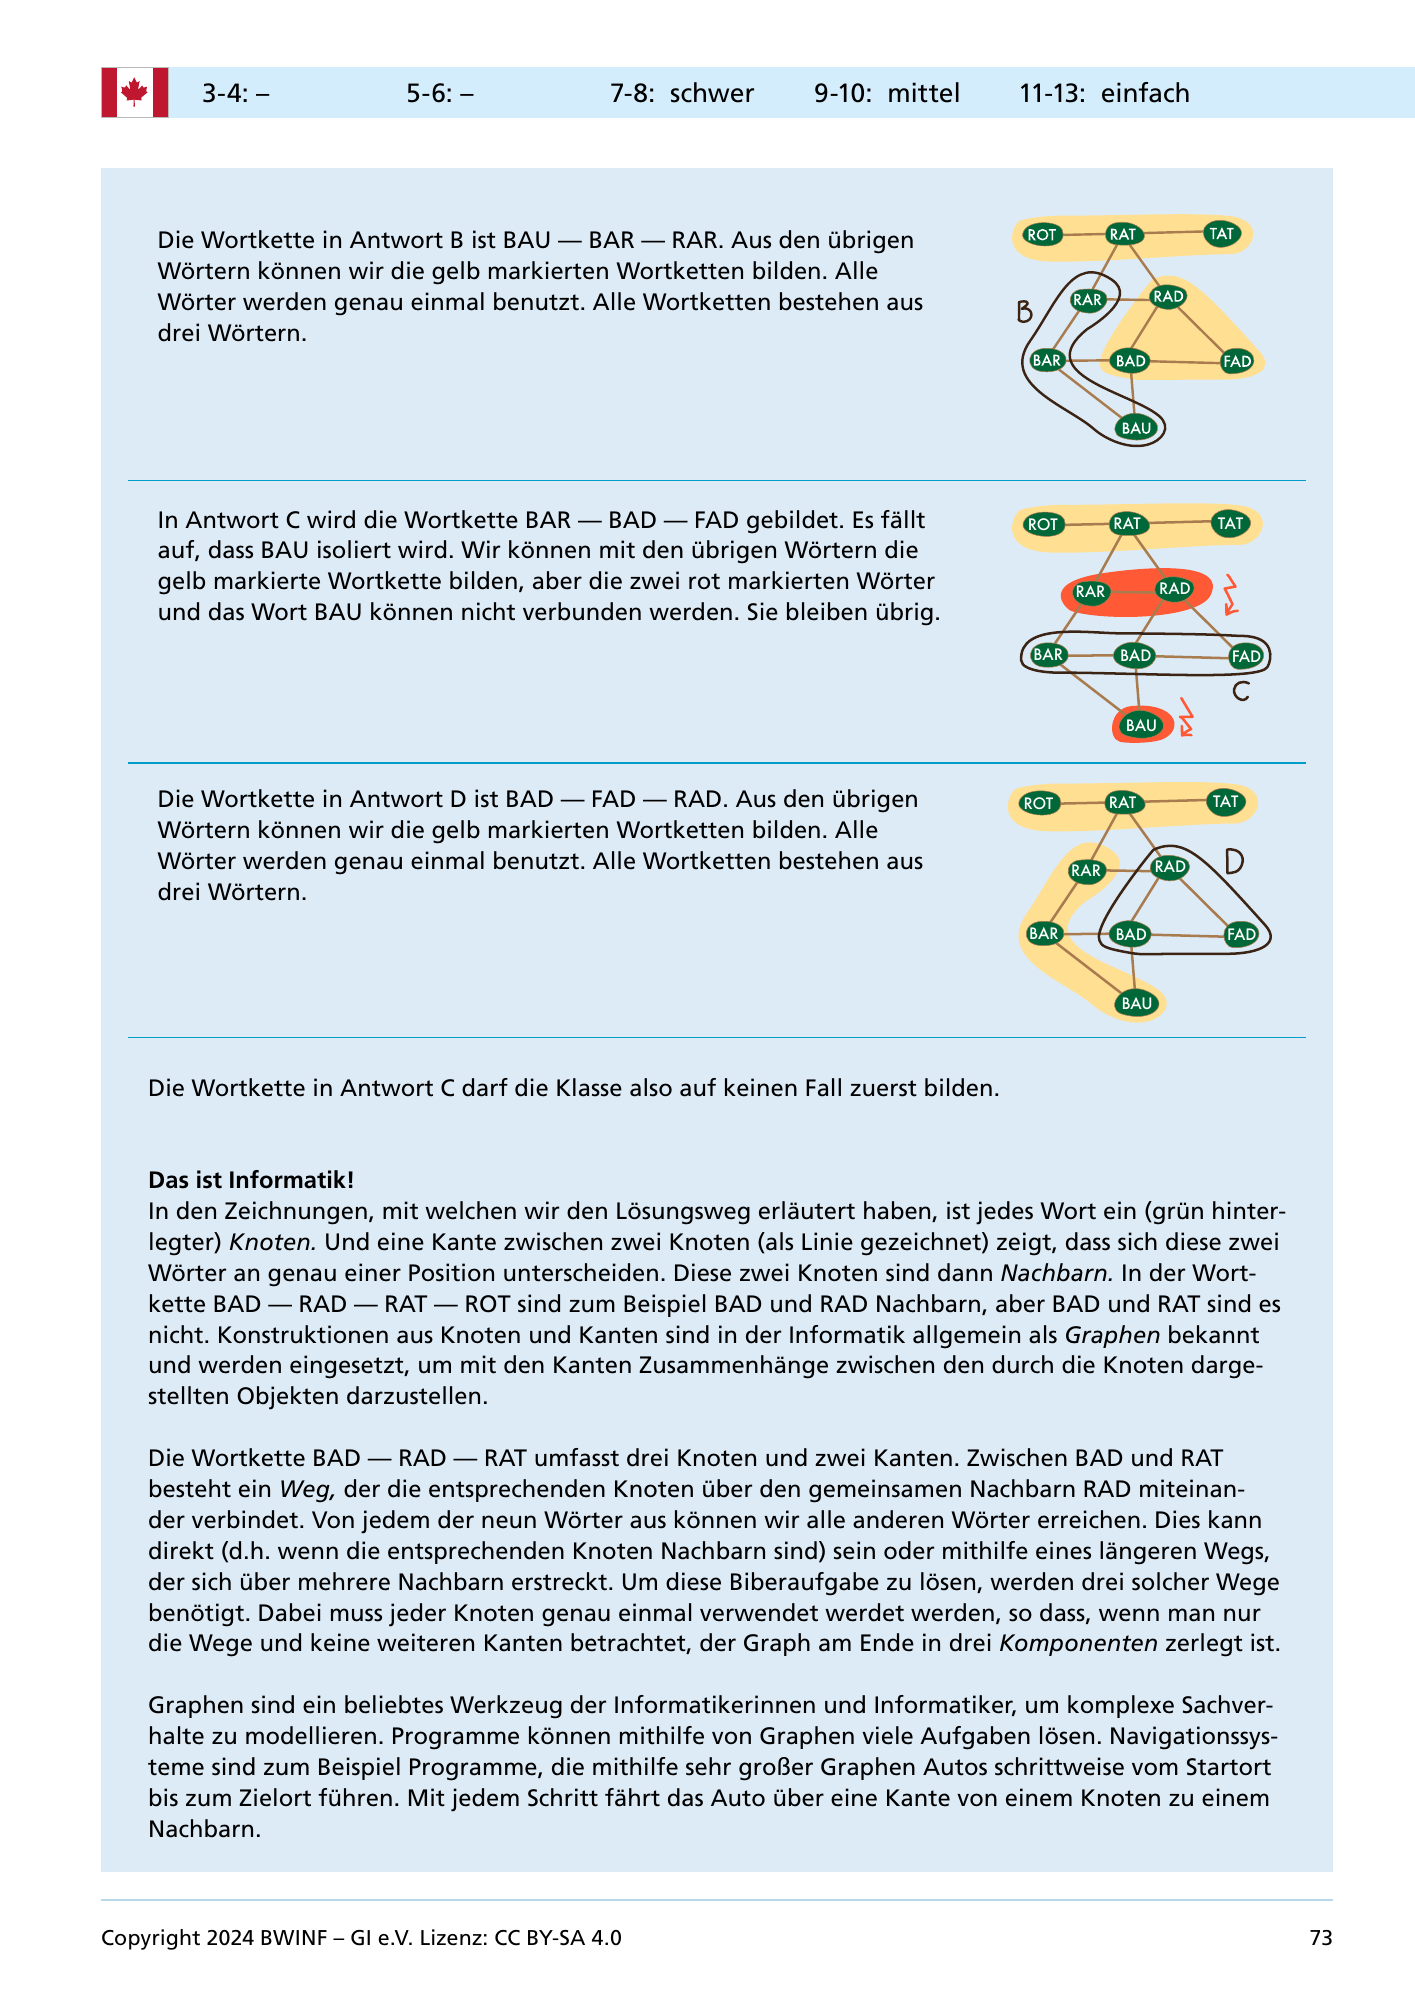 3-4: – 5-6: – 7-8: schwer 9-10: mittel 11-13: einfach
Die Wortkette in Antwort B ist BAU — BAR — RAR. Aus den übrigen
Wörtern können wir die gelb markierten Wortketten bilden. Alle
Wörter werden genau einmal benutzt. Alle Wortketten bestehen aus
drei Wörtern.
ROT RAT TAT
RAR RAD
B
BAR BAD FAD
BAU
In Antwort C wird die Wortkette BAR — BAD — FAD gebildet. Es fällt
auf, dass BAU isoliert wird. Wir können mit den übrigen Wörtern die
gelb markierte Wortkette bilden, aber die zwei rot markierten Wörter
und das Wort BAU können nicht verbunden werden. Sie bleiben übrig.
ROT RAT TAT
RAR RAD
BAR BAD FAD
C
BAU
Die Wortkette in Antwort D ist BAD — FAD — RAD. Aus den übrigen
Wörtern können wir die gelb markierten Wortketten bilden. Alle
Wörter werden genau einmal benutzt. Alle Wortketten bestehen aus
drei Wörtern.
ROT RAT TAT
RAR RAD D
BAR BAD FAD
BAU
Die Wortkette in Antwort C darf die Klasse also auf keinen Fall zuerst bilden.
Das ist Informatik!
In den Zeichnungen, mit welchen wir den Lösungsweg erläutert haben, ist jedes Wort ein (grün hinter-
legter) Knoten. Und eine Kante zwischen zwei Knoten (als Linie gezeichnet) zeigt, dass sich diese zwei
Wörter an genau einer Position unterscheiden. Diese zwei Knoten sind dann Nachbarn. In der Wort-
kette BAD — RAD — RAT — ROT sind zum Beispiel BAD und RAD Nachbarn, aber BAD und RAT sind es
nicht. Konstruktionen aus Knoten und Kanten sind in der Informatik allgemein als Graphen bekannt
und werden eingesetzt, um mit den Kanten Zusammenhänge zwischen den durch die Knoten darge-
stellten Objekten darzustellen.
Die Wortkette BAD — RAD — RAT umfasst drei Knoten und zwei Kanten. Zwischen BAD und RAT
besteht ein Weg, der die entsprechenden Knoten über den gemeinsamen Nachbarn RAD miteinan-
der verbindet. Von jedem der neun Wörter aus können wir alle anderen Wörter erreichen. Dies kann
direkt (d.h. wenn die entsprechenden Knoten Nachbarn sind) sein oder mithilfe eines längeren Wegs,
der sich über mehrere Nachbarn erstreckt. Um diese Biberaufgabe zu lösen, werden drei solcher Wege
benötigt. Dabei muss jeder Knoten genau einmal verwendet werdet werden, so dass, wenn man nur
die Wege und keine weiteren Kanten betrachtet, der Graph am Ende in drei Komponenten zerlegt ist.
Graphen sind ein beliebtes Werkzeug der Informatikerinnen und Informatiker, um komplexe Sachver-
halte zu modellieren. Programme können mithilfe von Graphen viele Aufgaben lösen. Navigationssys-
teme sind zum Beispiel Programme, die mithilfe sehr großer Graphen Autos schrittweise vom Startort
bis zum Zielort führen. Mit jedem Schritt fährt das Auto über eine Kante von einem Knoten zu einem
Nachbarn.
Copyright 2024 BWINF – GI e.V. Lizenz: CC BY-SA 4.0 73